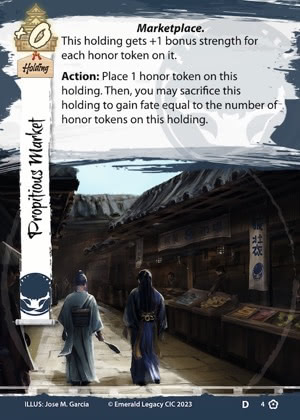 +0
Holding
Marketplace.
This holding gets +1 bonus strength for
each honor token on it.
Action: Place 1 honor token on this
holding. Then, you may sacrifice this
holding to gain fate equal to the number of
honor tokens on this holding.
Propitious Market
ILLUS: Jose M. Garcia © Emerald Legacy CIC 2023 D 4